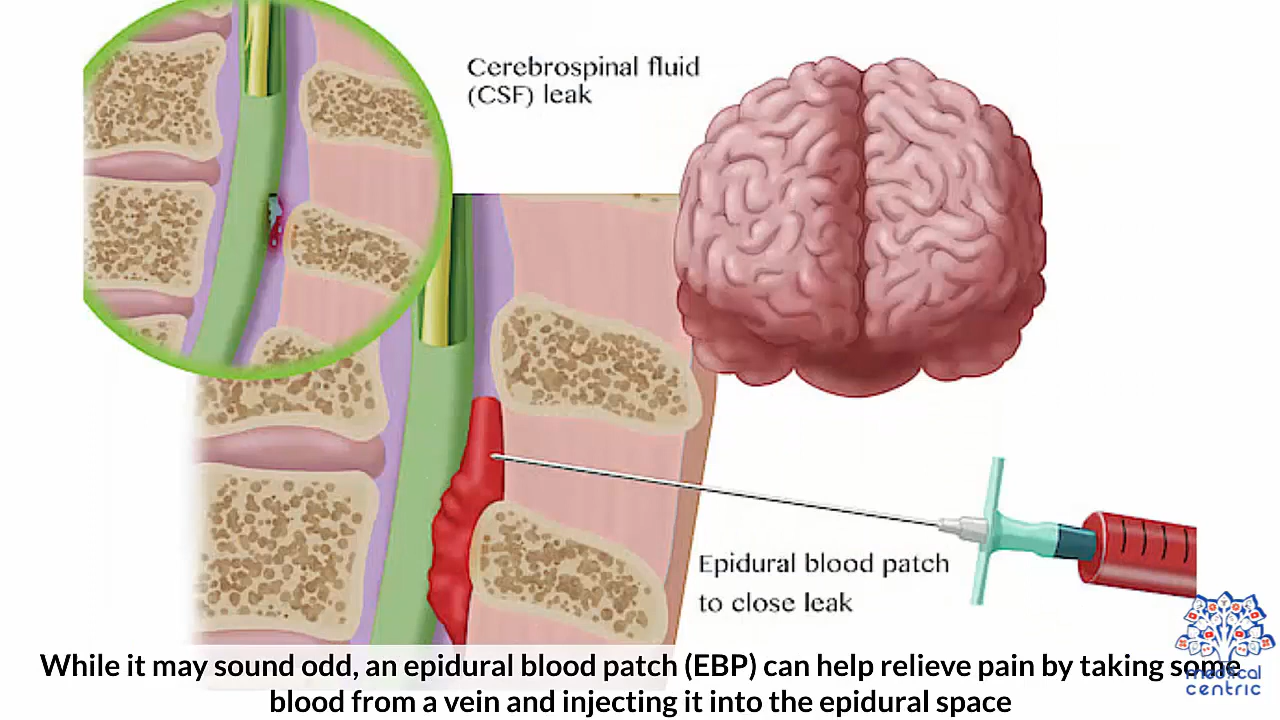 Cerebrospinal fluid
(CSF) leak
Epidural blood patch
to close leak
While it may sound odd, an epidural blood patch (EBP) can help relieve pain by taking some
blood from a vein and injecting it into the epidural space
medical
centric